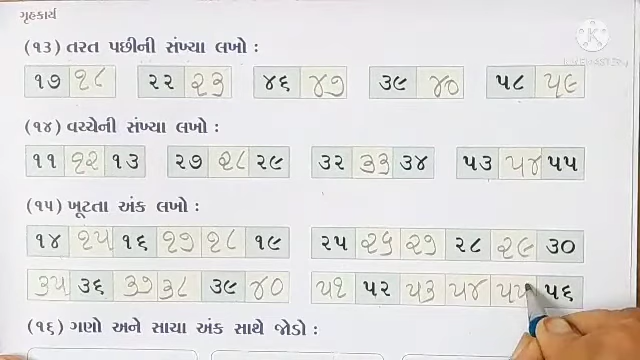 ગૃહકાર્ય
(૧૩) તરત પછીની સંખ્યા લખો :
૧૭ ૧૮ ૨૨ ૨૩ ૪૬ ૪૭ ૩૯ ૪૦ ૫૮ ૫૯
(૧૪) વચ્ચેની સંખ્યા લખો :
૧૧ ૧૨ ૧૩ ૨૭ ૨૮ ૨૯ ૩૨ ૩૩ ૩૪ ૫૩ ૫૪ ૫૫
(૧૫) ખૂટતા અંક લખો :
૧૪ ૧૫ ૧૬ ૧૭ ૧૮ ૧૯ ૨૫ ૨૬ ૨૭ ૨૮ ૨૯ ૩૦
૩૫ ૩૬ ૩૭ ૩૮ ૩૯ ૪૦ ૫૧ ૫૨ ૫૩ ૫૪ ૫૫ ૫૬
(૧૬) ગણો અને સાચા અંક સાથે જોડો :